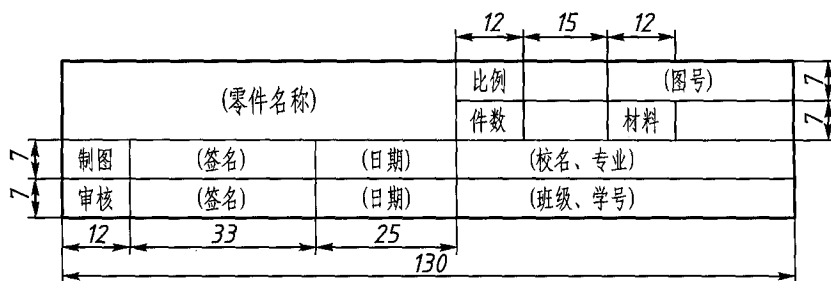 12 15 12
(零件名称) 比例 (图号) 7
件数 材料 7
7 制图 (签名) (日期) (校名、专业)
7 审核 (签名) (日期) (班级、学号)
12 33 25
130